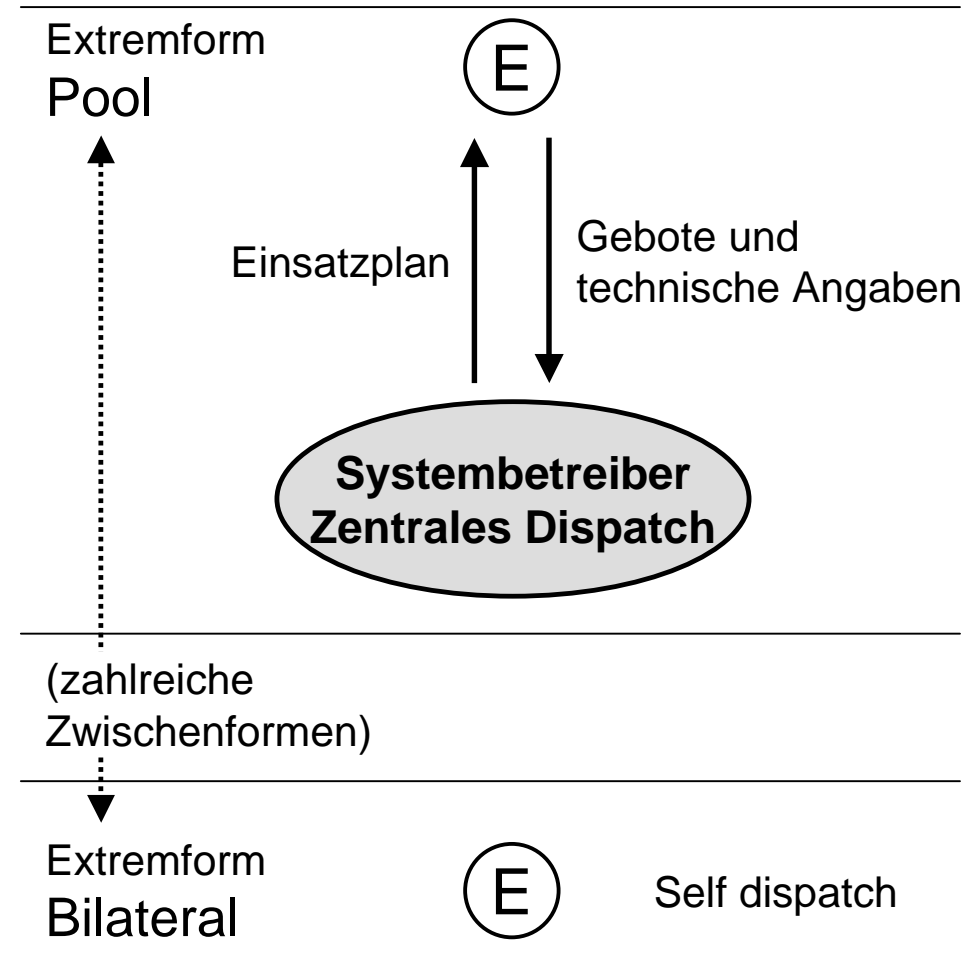 Extremform
Pool
E
Einsatzplan
Gebote und
technische Angaben
Systembetreiber
Zentrales Dispatch
(zahlreiche
Zwischenformen)
Extremform
Bilateral
E
Self dispatch